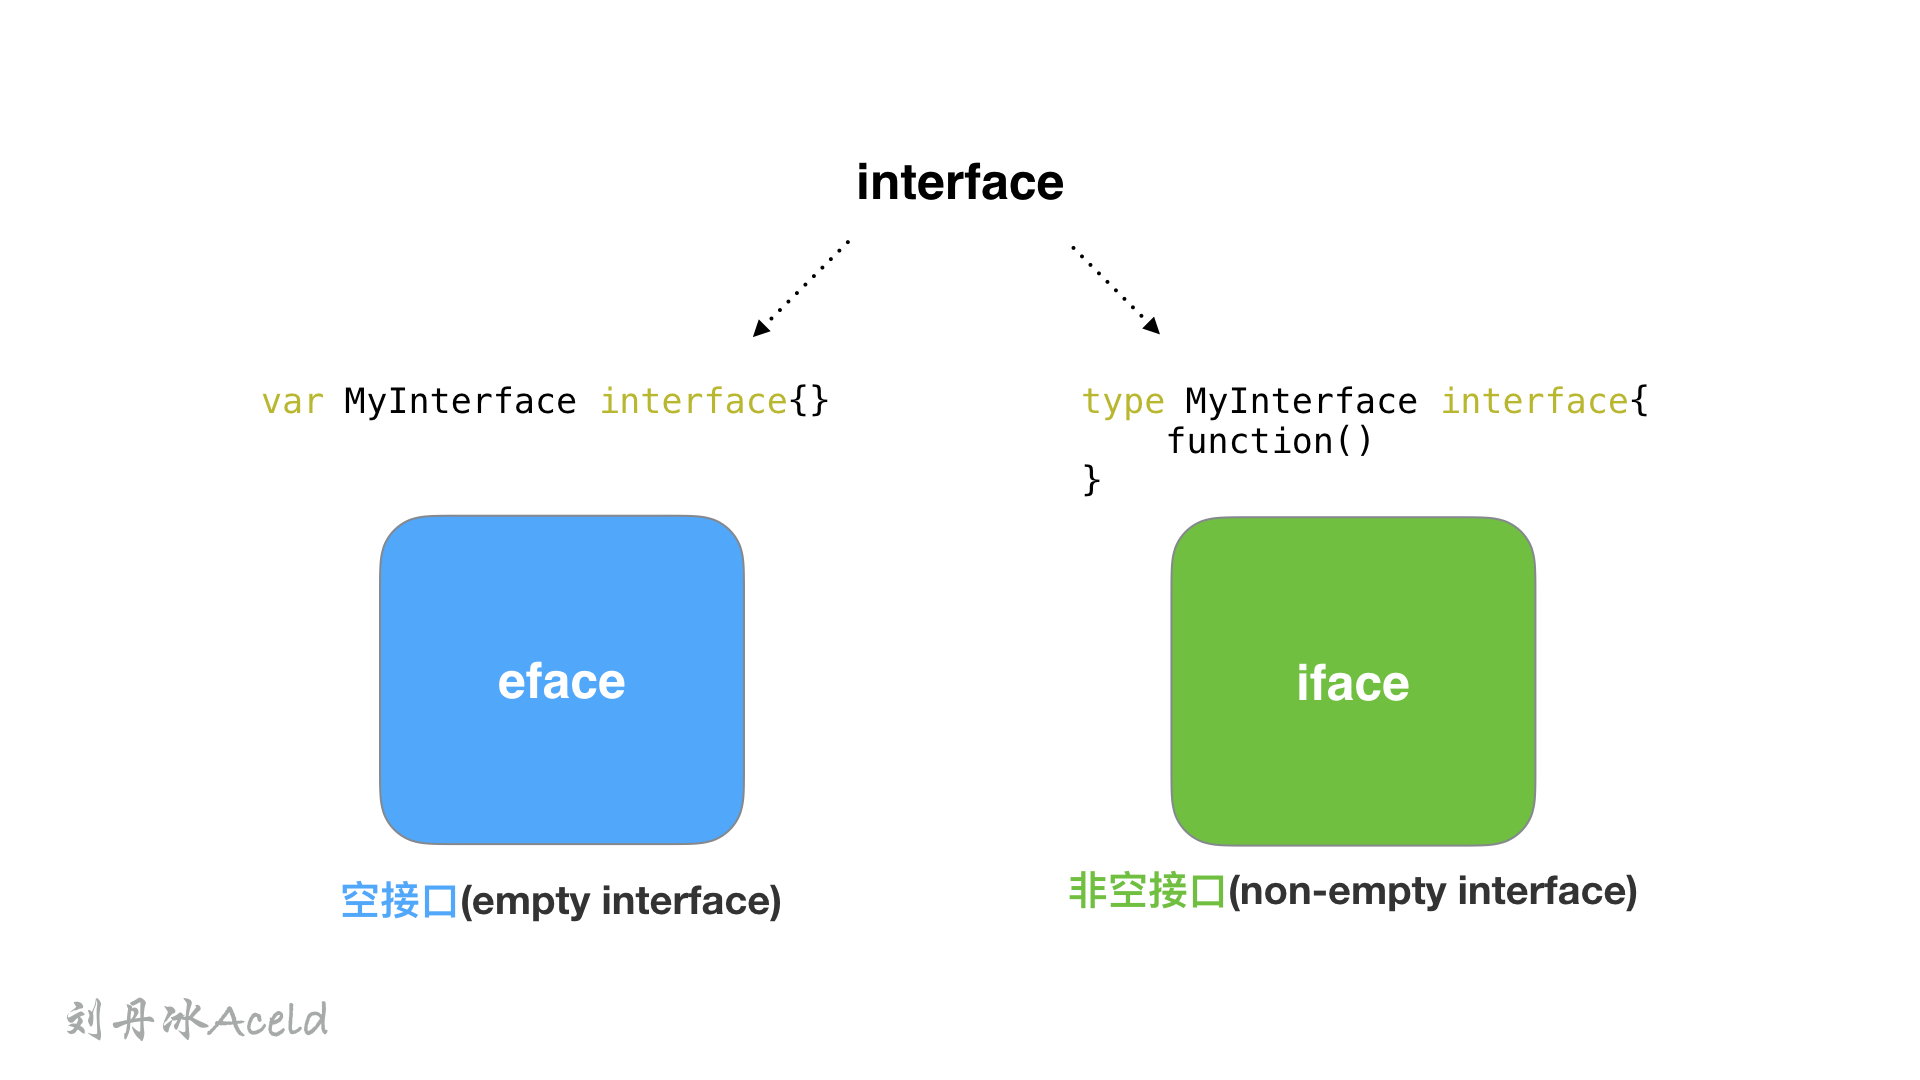 interface
var MyInterface interface{}
type MyInterface interface{
    function()
}
eface
iface
空接口(empty interface)
非空接口(non-empty interface)
刘丹冰Aceld